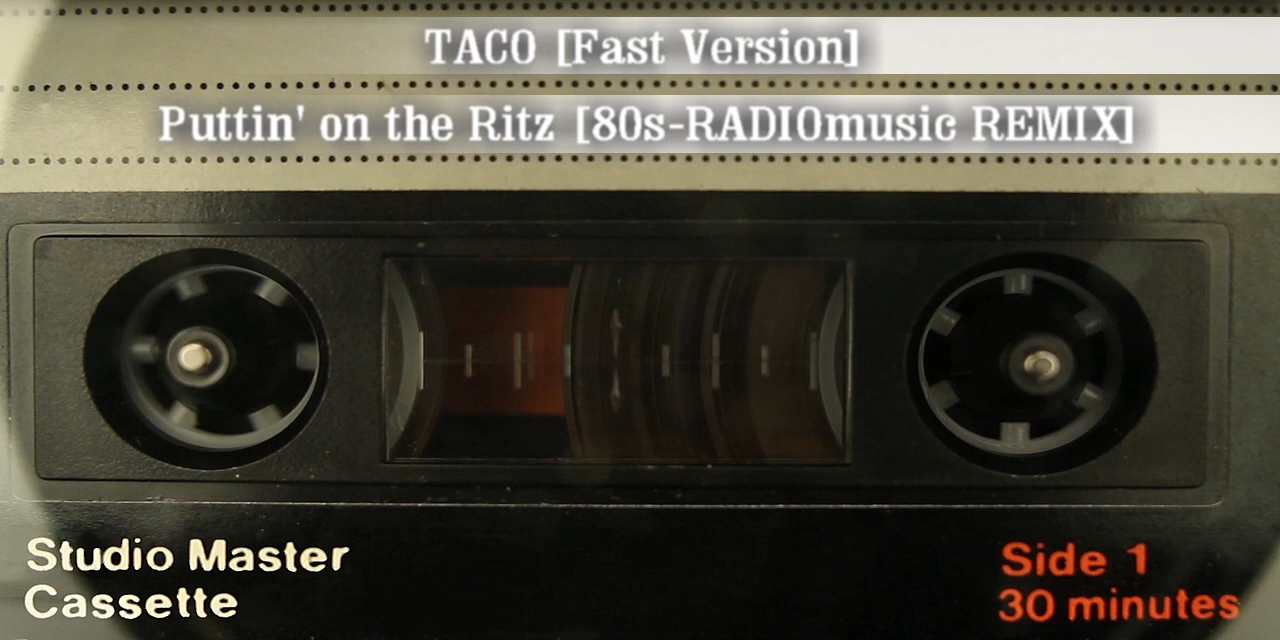 TACO [Fast Version]
Puttin' on the Ritz [80s-RADIOmusic REMIX]
Studio Master
Cassette
Side 1
30 minutes